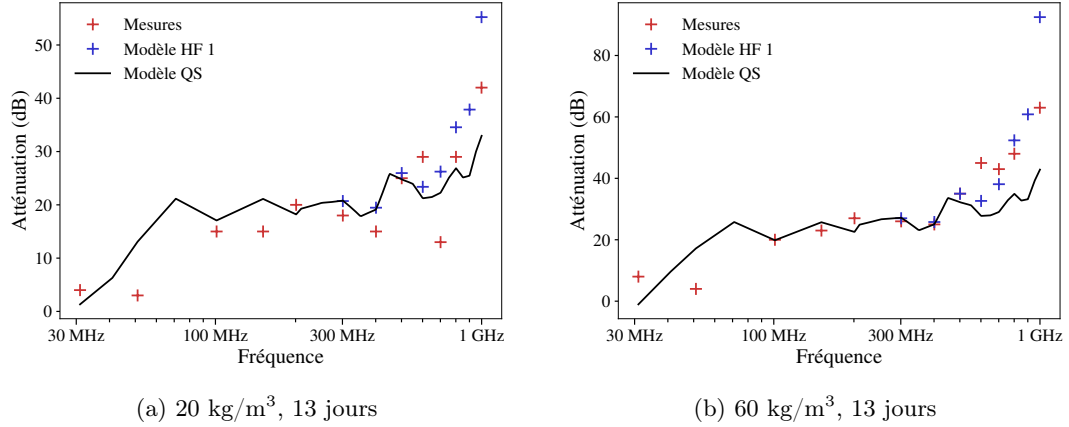 Mesures
Modèle HF 1
Modèle QS
Atténuation (dB)
50
40
30
20
10
0
30 MHz
100 MHz
300 MHz
1 GHz
Fréquence
(a) 20 kg/m³, 13 jours
Mesures
Modèle HF 1
Modèle QS
Atténuation (dB)
80
60
40
20
0
30 MHz
100 MHz
300 MHz
1 GHz
Fréquence
(b) 60 kg/m³, 13 jours